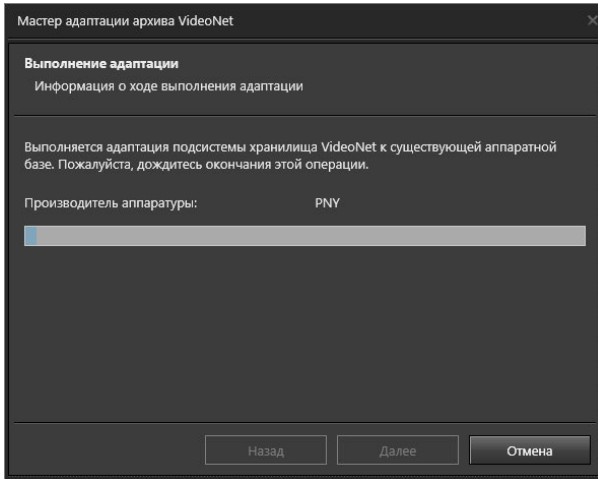 Мастер адаптации архива VideoNet
Выполнение адаптации
Информация о ходе выполнения адаптации
Выполняется адаптация подсистемы хранилища VideoNet к существующей аппаратной
базе. Пожалуйста, дождитесь окончания этой операции.
Производитель аппаратуры: PNY
Назад Далее Отмена